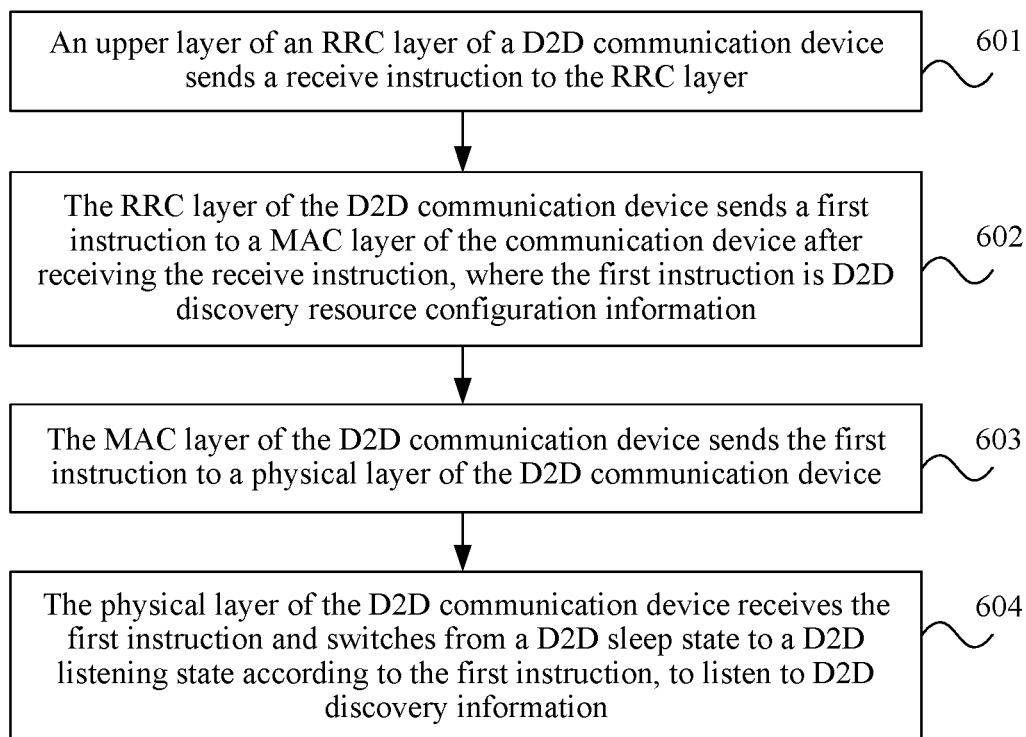 An upper layer of an RRC layer of a D2D communication device
sends a receive instruction to the RRC layer
601
The RRC layer of the D2D communication device sends a first
instruction to a MAC layer of the communication device after
receiving the receive instruction, where the first instruction is D2D
discovery resource configuration information
602
The MAC layer of the D2D communication device sends the first
instruction to a physical layer of the D2D communication device
603
The physical layer of the D2D communication device receives the
first instruction and switches from a D2D sleep state to a D2D
listening state according to the first instruction, to listen to D2D
discovery information
604